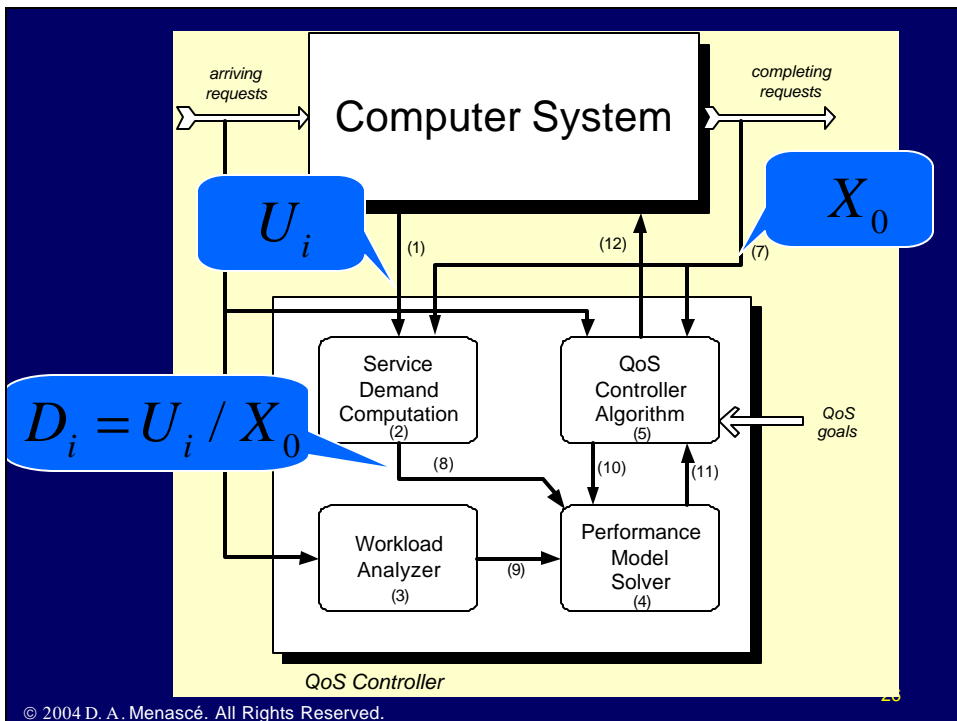 arriving
requests
completing
requests
Computer System
U_i
X_0
(1)
(12)
(7)
Service
Demand
Computation
(2)
QoS
Controller
Algorithm
(5)
QoS
goals
D_i = U_i / X_0
(8)
(10)
(11)
Workload
Analyzer
(3)
(9)
Performance
Model
Solver
(4)
QoS Controller
© 2004 D. A. Menascé. All Rights Reserved.